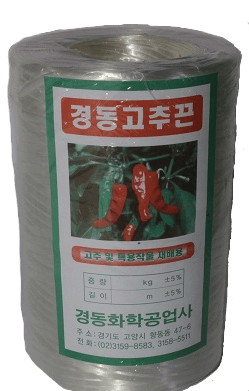 경동고추끈
고추 및 특용작물 재배용
중 량 kg ±5%
길 이 m ±5%
경동화학공업사
주소: 경기도 고양시 향동동 47-6
전화: (02)3159-8583, 3158-5511